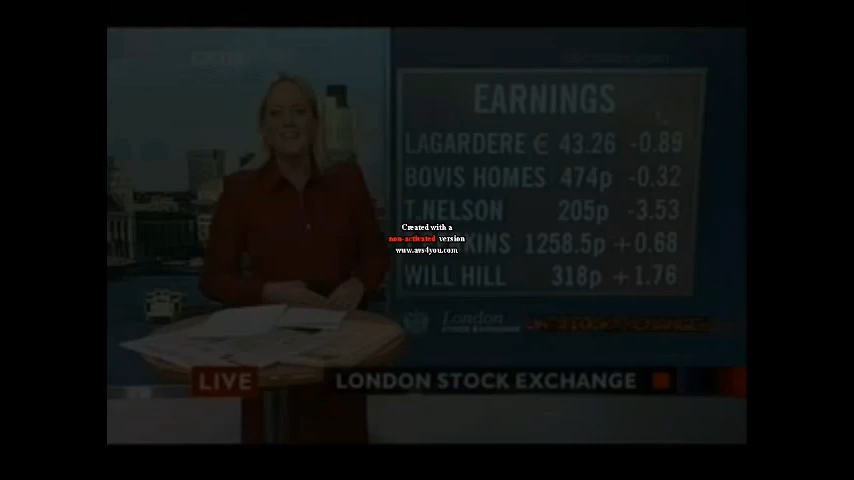 EARNINGS
LAGARDERE € 43.26 -0.89
BOVIS HOMES 474p -0.32
T.NELSON 205p -3.53
KINS 1258.5p +0.68
WILL HILL 318p +1.76
Created with a
non-activated version
www.avs4you.com
London
STOCK EXCHANGE
LIVE LONDON STOCK EXCHANGE